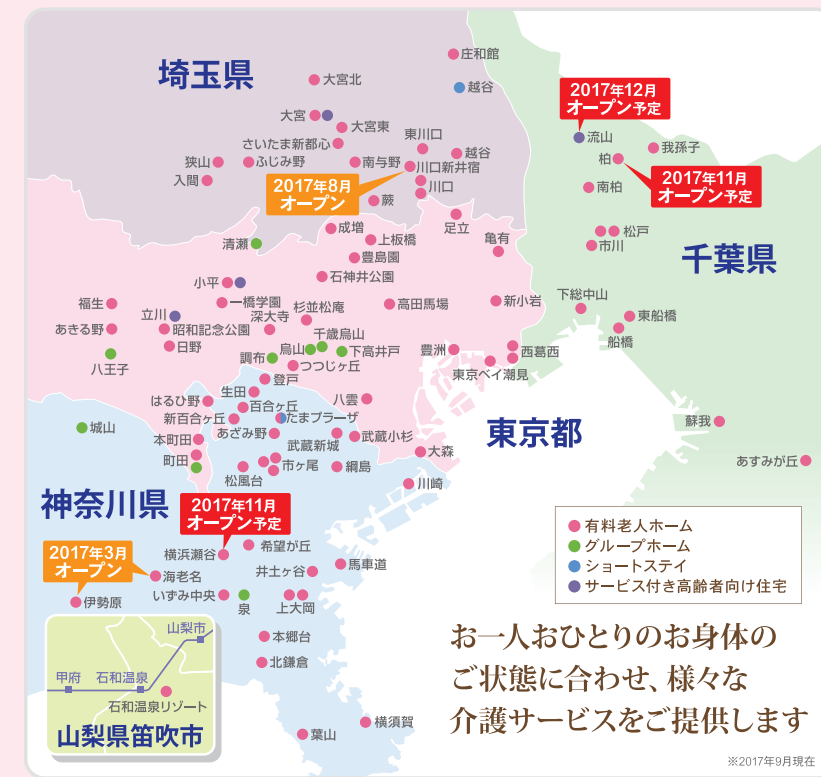 埼玉県
庄和館
大宮北
越谷
2017年12月
オープン予定
大宮
大宮東
東川口
流山
我孫子
さいたま新都心
越谷
柏
狭山
ふじみ野
南与野
川口新井宿
2017年11月
オープン予定
入間
2017年8月
オープン
川口
南柏
蕨
足立
成増
松戸
清瀬
上板橋
亀有
市川
千葉県
豊島園
石神井公園
小平
下総中山
福生
一橋学園
杉並松庵
高田馬場
新小岩
立川
深大寺
東船橋
あきる野
昭和記念公園
千歳烏山
船橋
日野
烏山
下高井戸
豊洲
西葛西
調布
つつじヶ丘
東京ベイ潮見
八王子
登戸
生田
はるひ野
百合ヶ丘
八雲
新百合ヶ丘
たまプラーザ
蘇我
城山
あざみ野
武蔵小杉
東京都
本町田
武蔵新城
大森
町田
市ヶ尾
綱島
あすみが丘
松風台
川崎
神奈川県
2017年11月
オープン予定
有料老人ホーム
グループホーム
ショートステイ
サービス付き高齢者向け住宅
希望が丘
2017年3月
オープン
横浜瀬谷
馬車道
海老名
井土ヶ谷
伊勢原
いずみ中央
泉
上大岡
山梨市
本郷台
お一人おひとりのお身体の
ご状態に合わせ、様々な
介護サービスをご提供します
北鎌倉
甲府
石和温泉
石和温泉リゾート
山梨県笛吹市
横須賀
葉山
※2017年9月現在